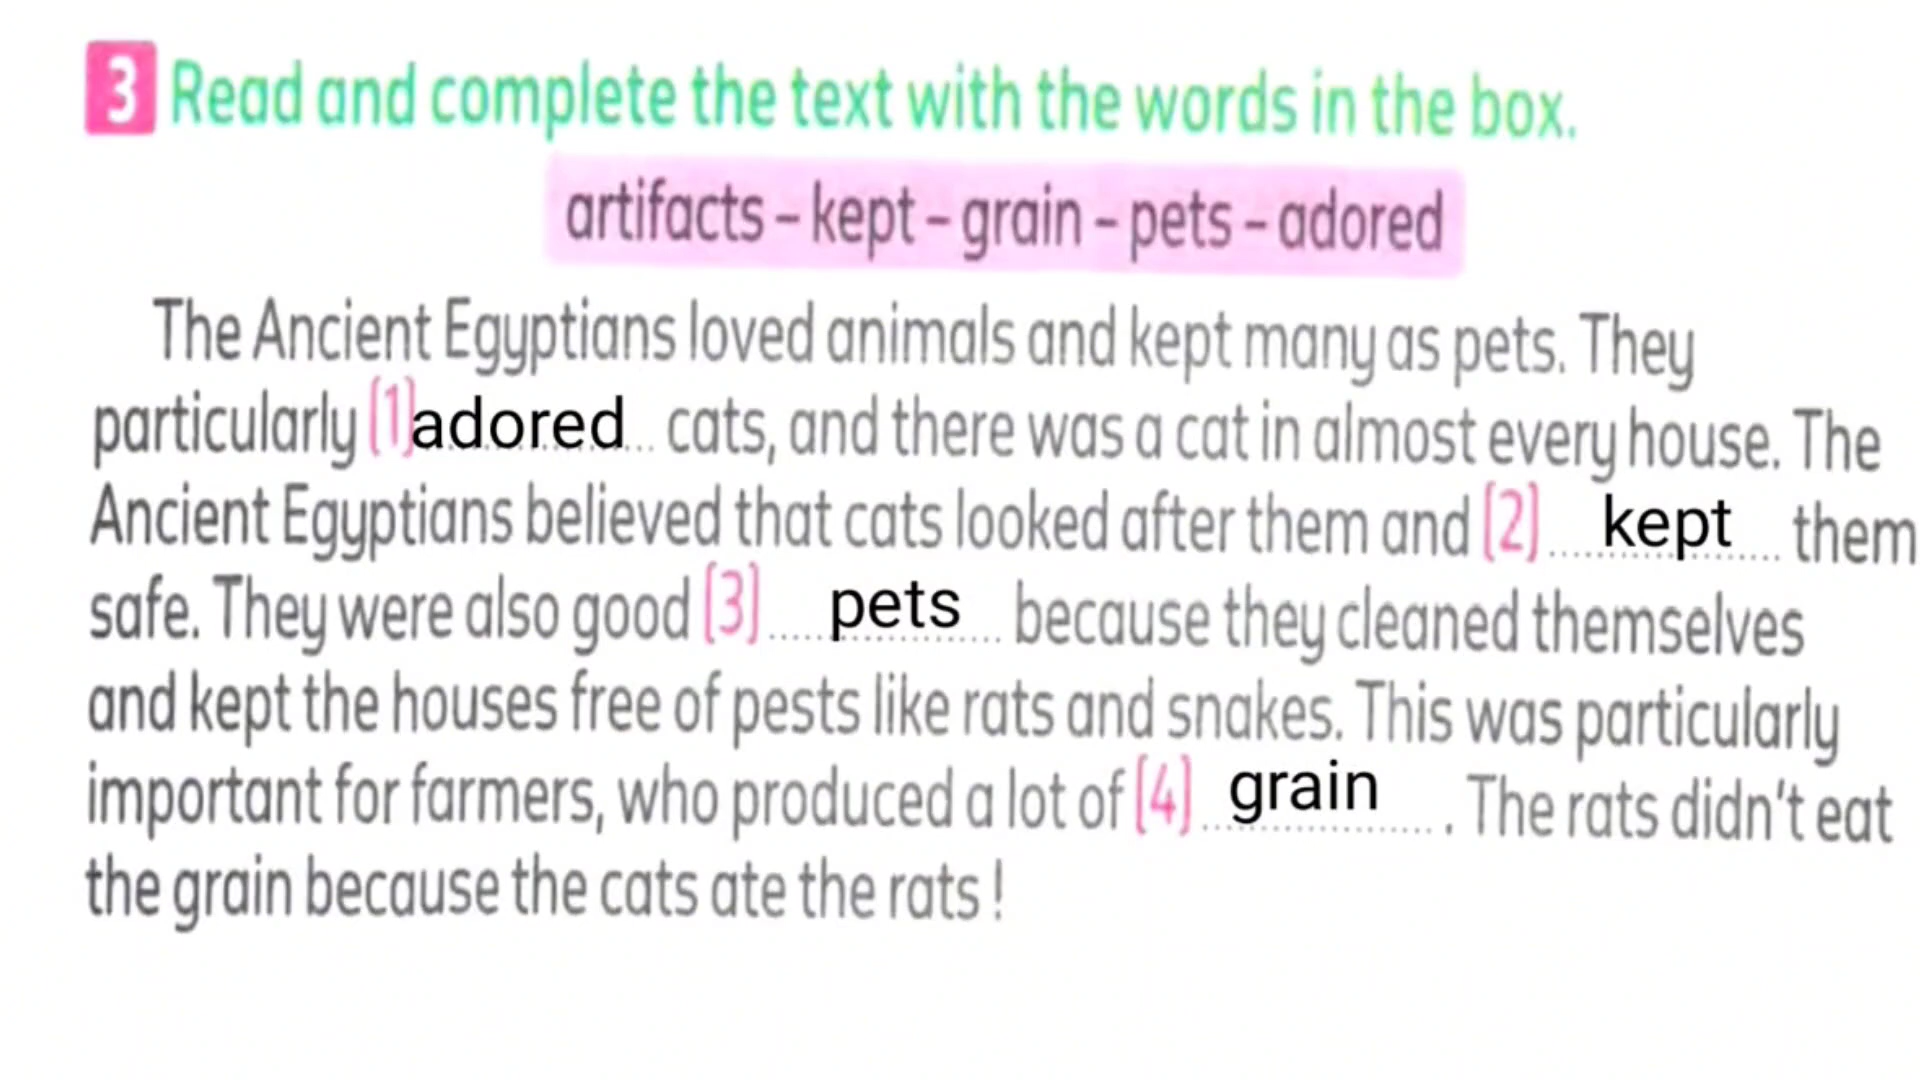 3 Read and complete the text with the words in the box.
artifacts – kept – grain – pets – adored
The Ancient Egyptians loved animals and kept many as pets. They
particularly (1) adored cats, and there was a cat in almost every house. The
Ancient Egyptians believed that cats looked after them and (2) kept them
safe. They were also good (3) pets because they cleaned themselves
and kept the houses free of pests like rats and snakes. This was particularly
important for farmers, who produced a lot of (4) grain. The rats didn't eat
the grain because the cats ate the rats !